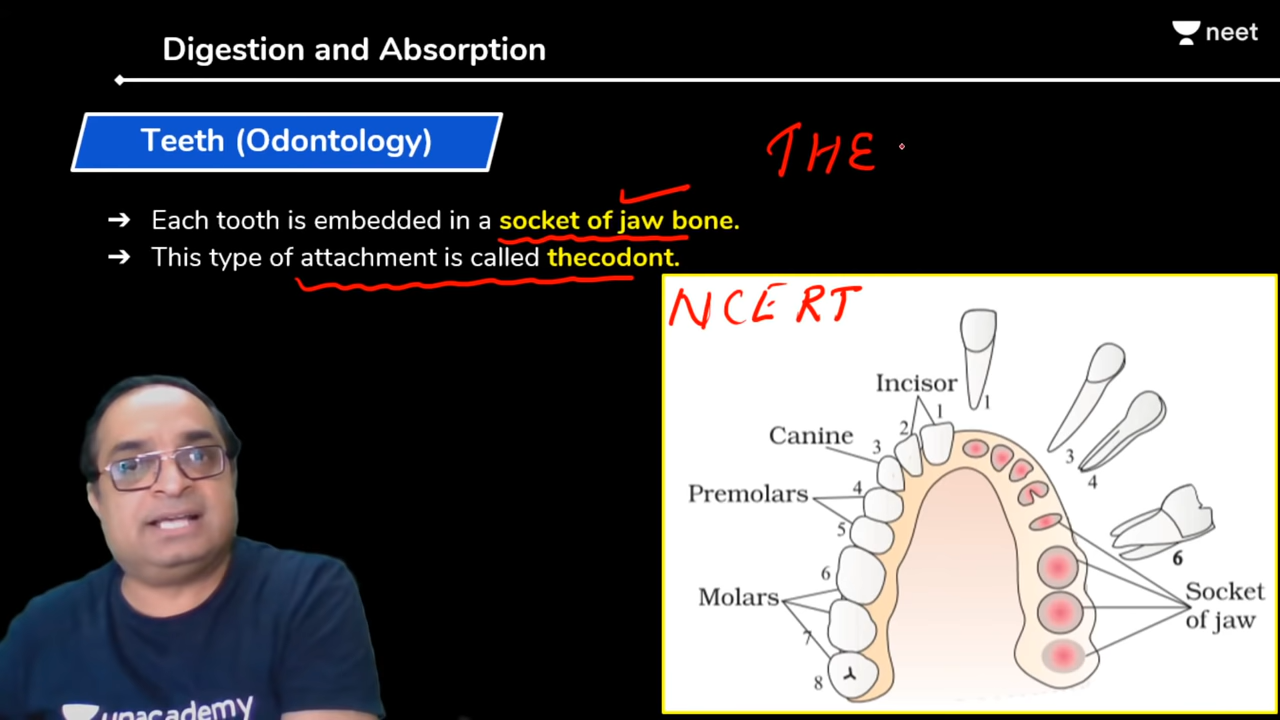 Digestion and Absorption
neet
Teeth (Odontology)
THE
➔ Each tooth is embedded in a socket of jaw bone.
➔ This type of attachment is called thecodont.
NCERT
Incisor
1
1
2
Canine
3
3
4
Premolars
4
5
6
6
Molars
Socket
of jaw
7
8
unacademy